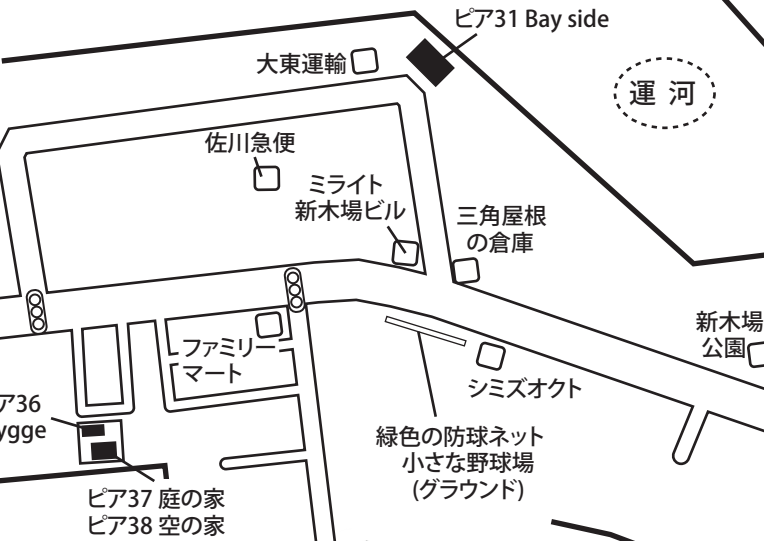 ピア31 Bay side
大東運輸
運 河
佐川急便
ミライト
新木場ビル
三角屋根
の倉庫
新木場
公園
ファミリー
マート
シミズオクト
ア36
ygge
緑色の防球ネット
小さな野球場
(グラウンド)
ピア37 庭の家
ピア38 空の家